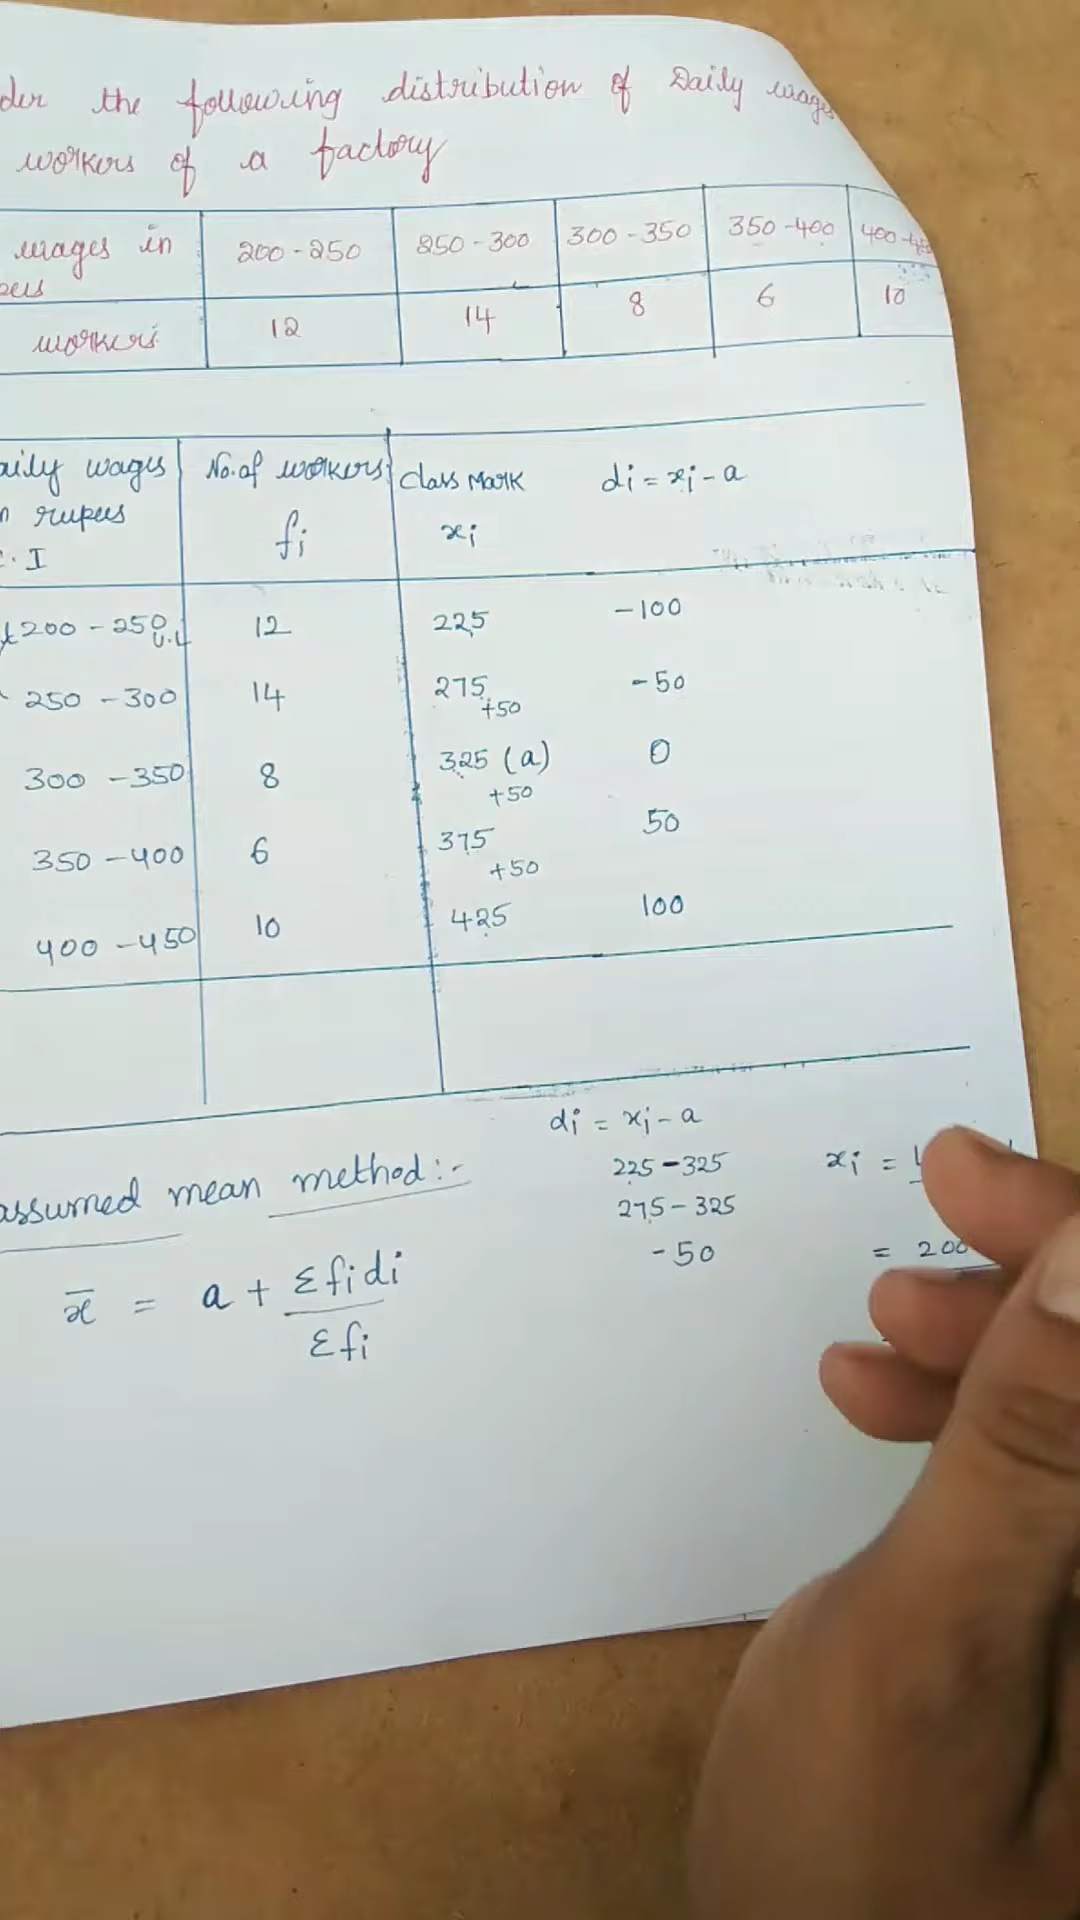 der the following distribution of Daily wages
workers of a factory
wages in 200-250 250-300 300-350 350-400
workers 12 14 8 6 10
aily wages No. of workers class Mark di = xi - a
n rupees fi xi
C. I
200 - 250 U.L 12 225 -100
250 - 300 14 275 -50
+50
300 - 350 8 325 (a) 0
+50
350 - 400 6 375 50
+50
400 - 450 10 425 100
assumed mean method:-
x̄ = a + Σfidi
Σfi
di = xi - a
225 - 325
275 - 325
-50
xi =
= 200